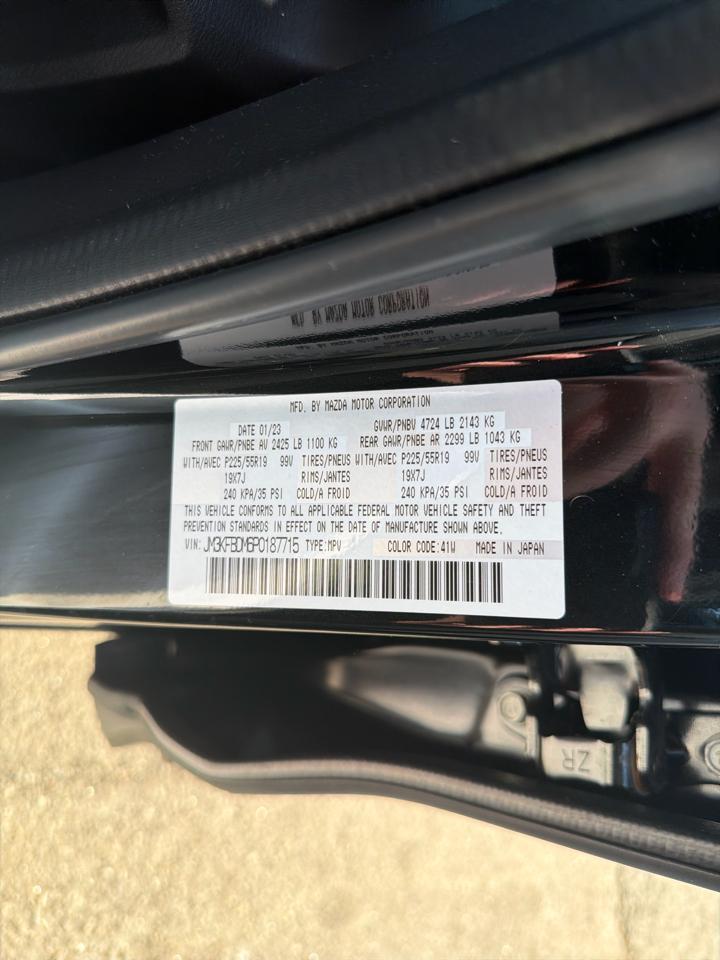 MFD. BY MAZDA MOTOR CORPORATION
DATE 01/23 GVWR/PNBV 4724 LB 2143 KG
FRONT GAWR/PNBE AV 2425 LB 1100 KG REAR GAWR/PNBE AR 2299 LB 1043 KG
WITH/AVEC P225/55R19 99V TIRES/PNEUS WITH/AVEC P225/55R19 99V TIRES/PNEUS
19X7J RIMS/JANTES 19X7J RIMS/JANTES
240 KPA/35 PSI COLD/A FROID 240 KPA/35 PSI COLD/A FROID
THIS VEHICLE CONFORMS TO ALL APPLICABLE FEDERAL MOTOR VEHICLE SAFETY AND THEFT
PREVENTION STANDARDS IN EFFECT ON THE DATE OF MANUFACTURE SHOWN ABOVE.
VIN: JM3KFBDM6P0187715 TYPE:MPV COLOR CODE:41W MADE IN JAPAN
ZR